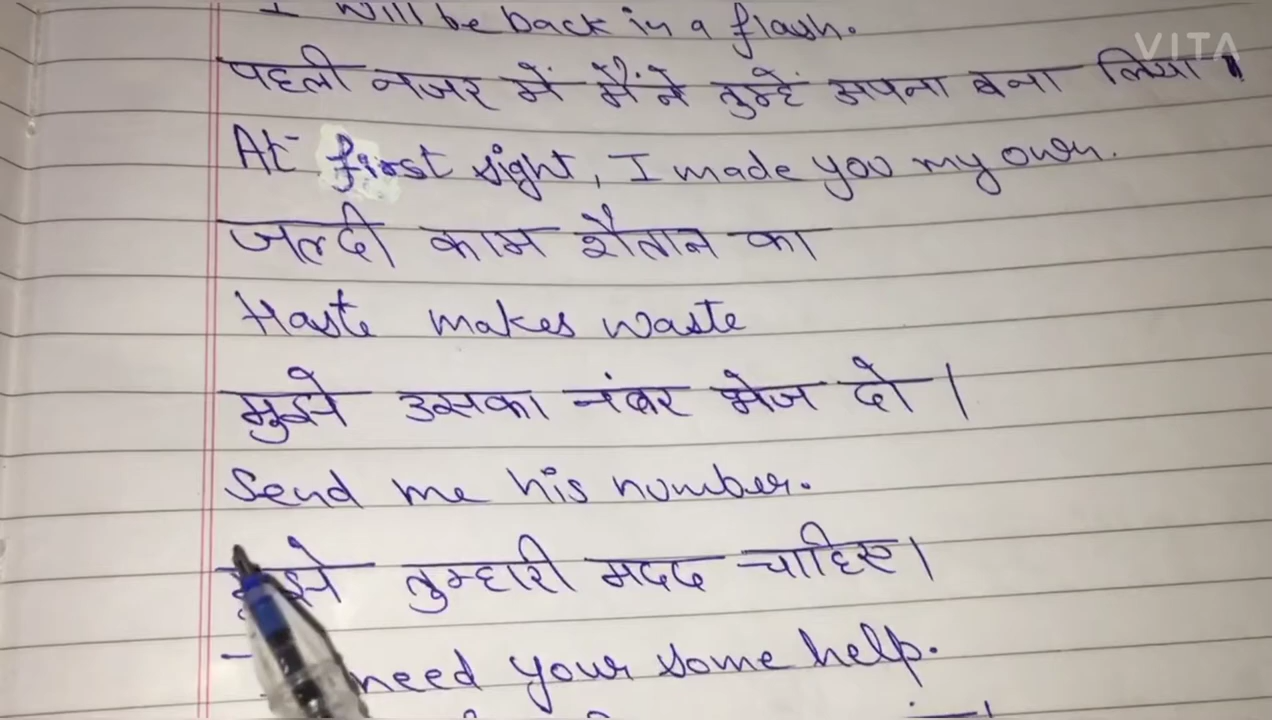 I will be back in a flash.
VITA
पहली नजर में मैंने तुम्हें अपना बना लिया।
At first sight, I made you my own.
जल्दी काम शैतान का
Haste makes waste
मुझे उसका नंबर भेज दो।
Send me his number.
मुझे तुम्हारी मदद चाहिए।
I need your some help.